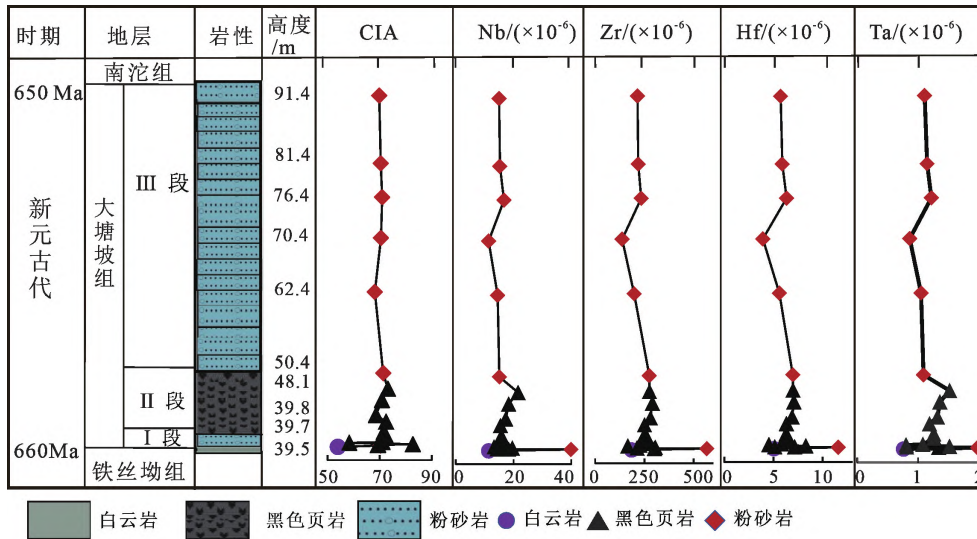 时期 地层 岩性 高度/m CIA Nb/(×10⁻⁶) Zr/(×10⁻⁶) Hf/(×10⁻⁶) Ta/(×10⁻⁶)
南沱组
650 Ma 91.4
81.4
III 段 76.4
新元古代 大塘坡组 70.4
62.4
50.4
48.1
II 段 39.8
39.7
I 段
660Ma 39.5
铁丝坳组 50 70 90 0 20 40 0 250 500 0 5 10 0 1 2
白云岩 黑色页岩 粉砂岩 白云岩 黑色页岩 粉砂岩